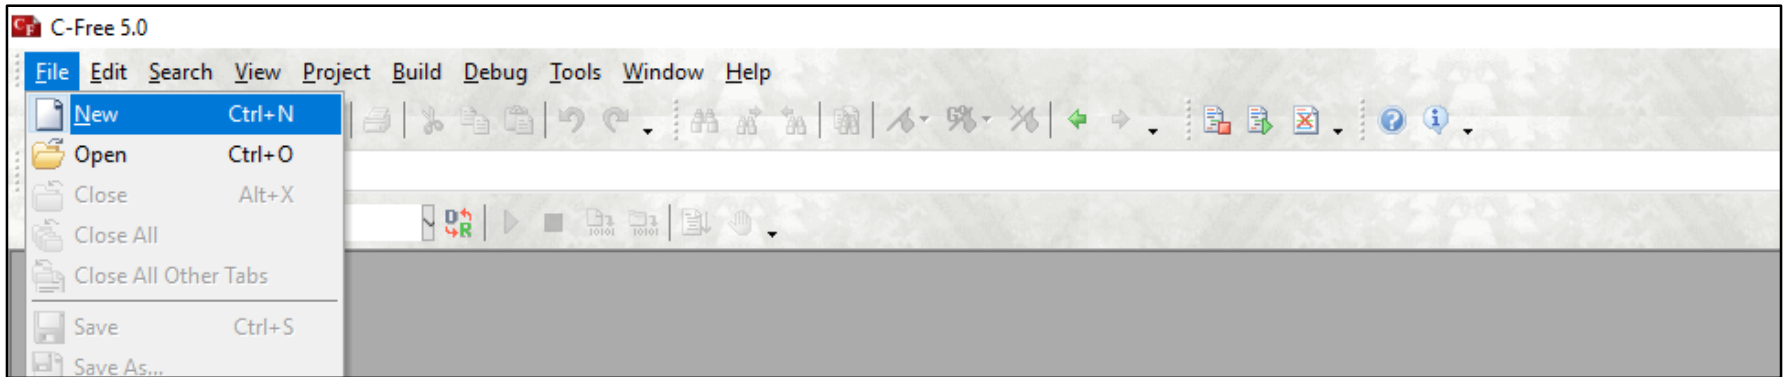 C-Free 5.0
File Edit Search View Project Build Debug Tools Window Help
New Ctrl+N
Open Ctrl+O
Close Alt+X
Close All
Close All Other Tabs
Save Ctrl+S
Save As...